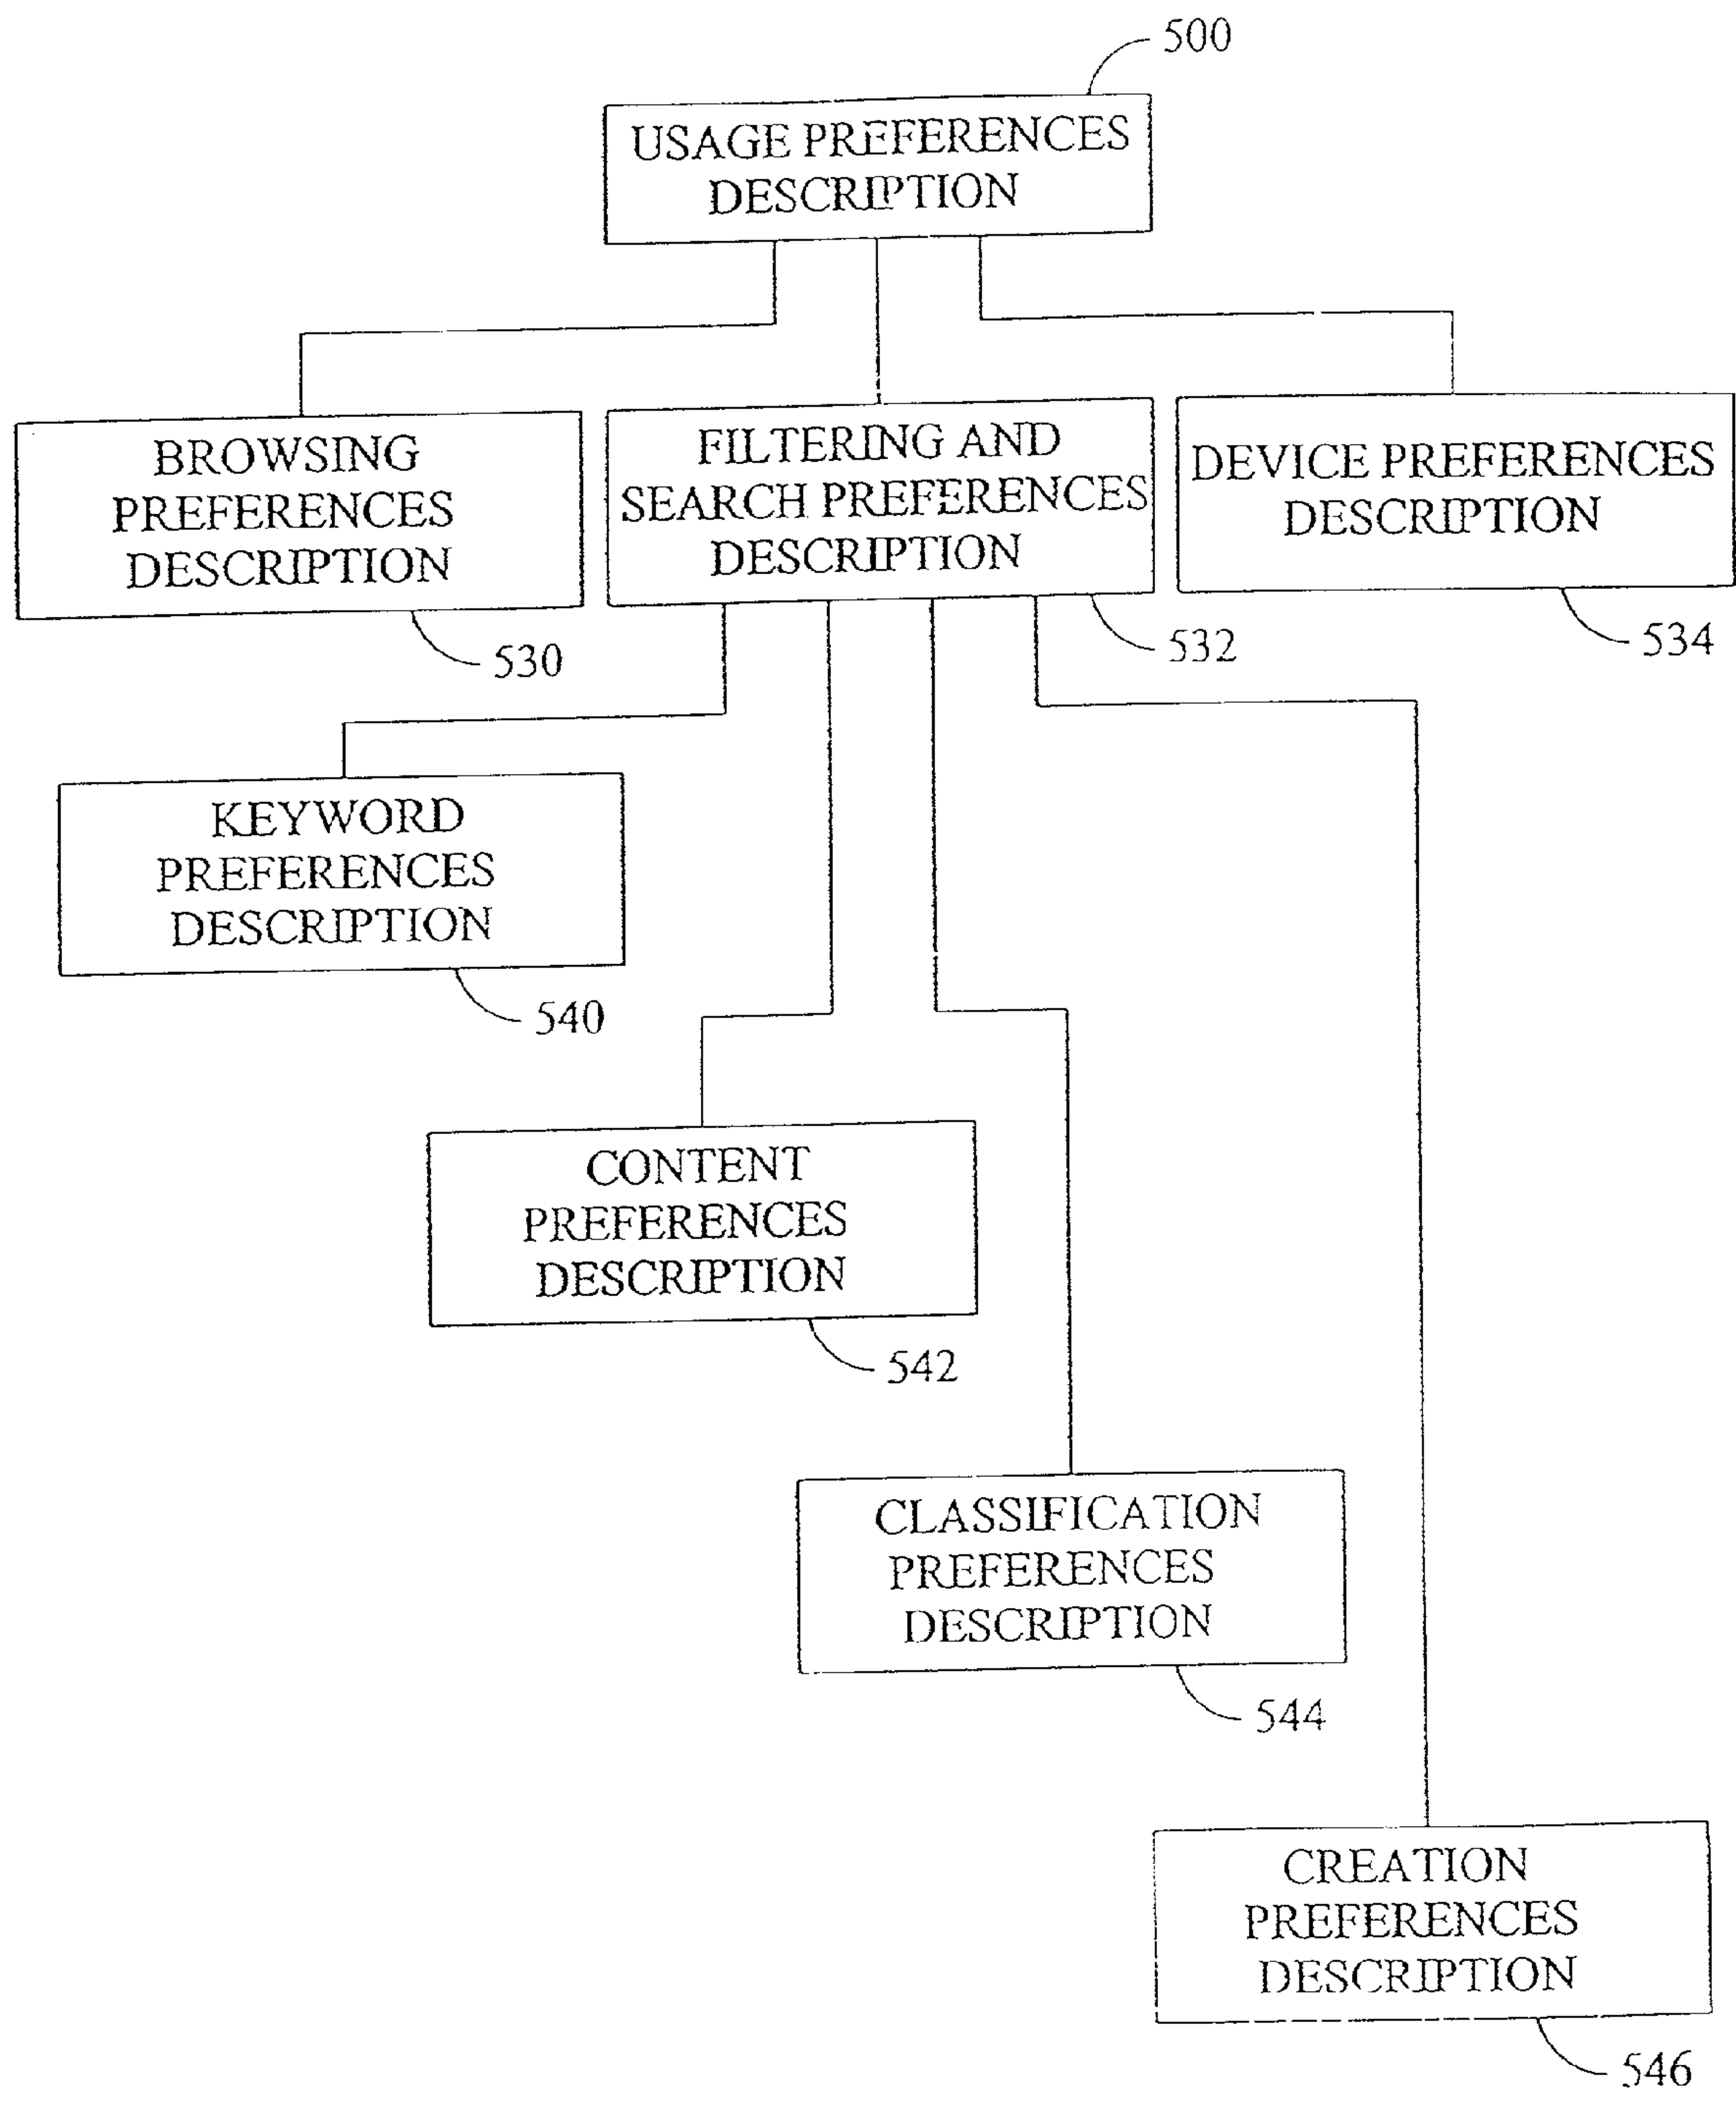 500
USAGE PREFERENCES
DESCRIPTION
BROWSING
PREFERENCES
DESCRIPTION
530
FILTERING AND
SEARCH PREFERENCES
DESCRIPTION
532
DEVICE PREFERENCES
DESCRIPTION
534
KEYWORD
PREFERENCES
DESCRIPTION
540
CONTENT
PREFERENCES
DESCRIPTION
542
CLASSIFICATION
PREFERENCES
DESCRIPTION
544
CREATION
PREFERENCES
DESCRIPTION
546